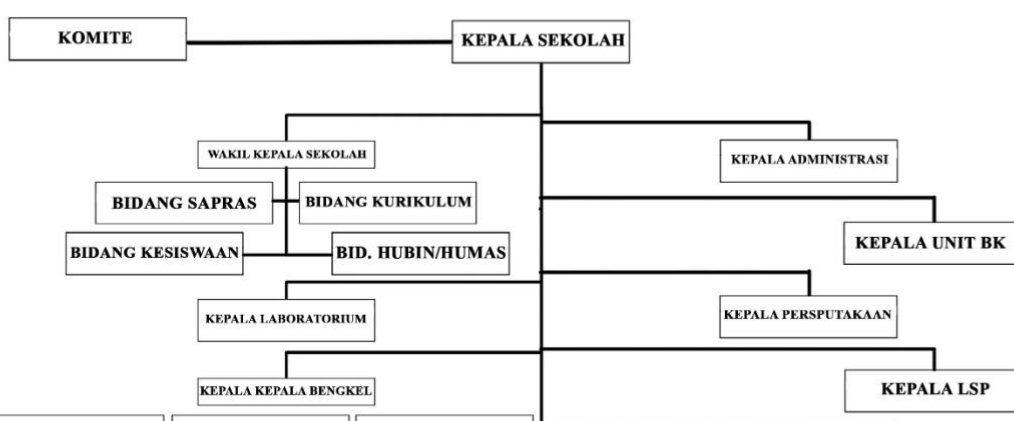 KOMITE
KEPALA SEKOLAH
WAKIL KEPALA SEKOLAH
KEPALA ADMINISTRASI
BIDANG SAPRAS
BIDANG KURIKULUM
BIDANG KESISWAAN
BID. HUBIN/HUMAS
KEPALA UNIT BK
KEPALA LABORATORIUM
KEPALA PERSPUTAKAAN
KEPALA KEPALA BENGKEL
KEPALA LSP